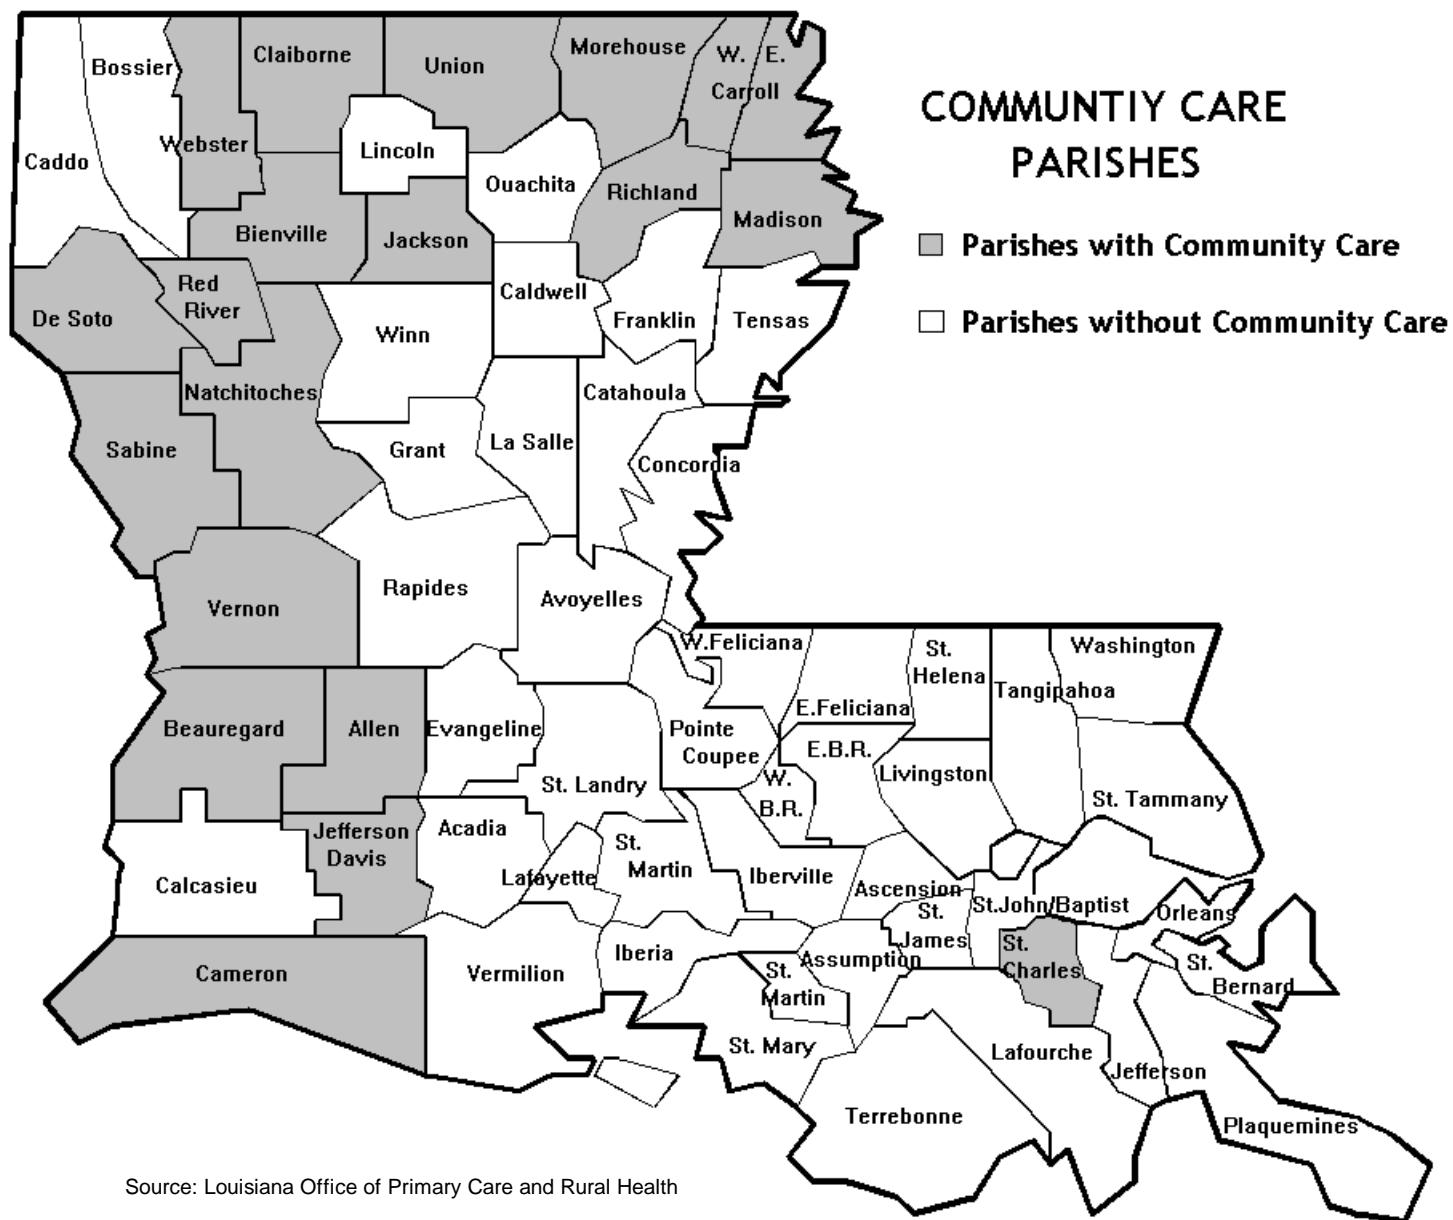 COMMUNTIY CARE
PARISHES
Parishes with Community Care
Parishes without Community Care
Bossier
Claiborne
Union
Morehouse
W. E.
Carroll
Caddo
Webster
Lincoln
Ouachita
Richland
Madison
Bienville
Jackson
De Soto
Red
River
Winn
Caldwell
Franklin
Tensas
Natchitoches
Catahoula
Sabine
Grant
La Salle
Concordia
Vernon
Rapides
Avoyelles
W.Feliciana
St.
Helena
Washington
Tangipahoa
E.Feliciana
Beauregard
Allen
Evangeline
Pointe
Coupee
E.B.R.
W.
B.R.
Livingston
St. Landry
St. Tammany
Jefferson
Davis
Acadia
St.
Martin
Calcasieu
Lafayette
Iberville
Ascension
St.John/Baptist
Orleans
St.
James
St.
Charles
Cameron
Vermilion
Iberia
Assumption
St.
Martin
St.
Bernard
St. Mary
Lafourche
Jefferson
Terrebonne
Plaquemines
Source: Louisiana Office of Primary Care and Rural Health